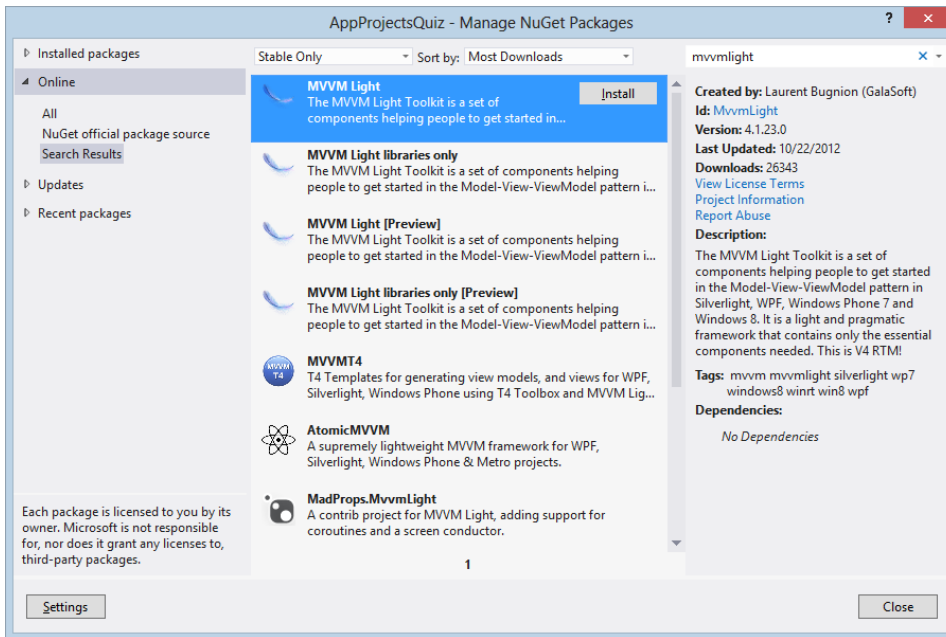 AppProjectsQuiz - Manage NuGet Packages
?
x
Installed packages
Online
All
NuGet official package source
Search Results
Updates
Recent packages
Each package is licensed to you by its
owner. Microsoft is not responsible
for, nor does it grant any licenses to,
third-party packages.
Stable Only
Sort by: Most Downloads
MVVM Light
The MVVM Light Toolkit is a set of
components helping people to get started in...
Install
MVVM Light libraries only
The MVVM Light Toolkit is a set of components helping
people to get started in the Model-View-ViewModel pattern i...
MVVM Light [Preview]
The MVVM Light Toolkit is a set of components helping
people to get started in the Model-View-ViewModel pattern i...
MVVM Light libraries only [Preview]
The MVVM Light Toolkit is a set of components helping
people to get started in the Model-View-ViewModel pattern i...
MVVM
T4
MVVMT4
T4 Templates for generating view models, and views for WPF,
Silverlight, Windows Phone using T4 Toolbox and MVVM Lig...
AtomicMVVM
A supremely lightweight MVVM framework for WPF,
Silverlight, Windows Phone & Metro projects.
MadProps.MvvmLight
A contrib project for MVVM Light, adding support for
coroutines and a screen conductor.
1
mvvmlight
Created by: Laurent Bugnion (GalaSoft)
Id: MvvmLight
Version: 4.1.23.0
Last Updated: 10/22/2012
Downloads: 26343
View License Terms
Project Information
Report Abuse
Description:
The MVVM Light Toolkit is a set of
components helping people to get started
in the Model-View-ViewModel pattern in
Silverlight, WPF, Windows Phone 7 and
Windows 8. It is a light and pragmatic
framework that contains only the essential
components needed. This is V4 RTM!
Tags: mvvm mvvmlight silverlight wp7
windows8 winrt win8 wpf
Dependencies:
No Dependencies
Settings
Close